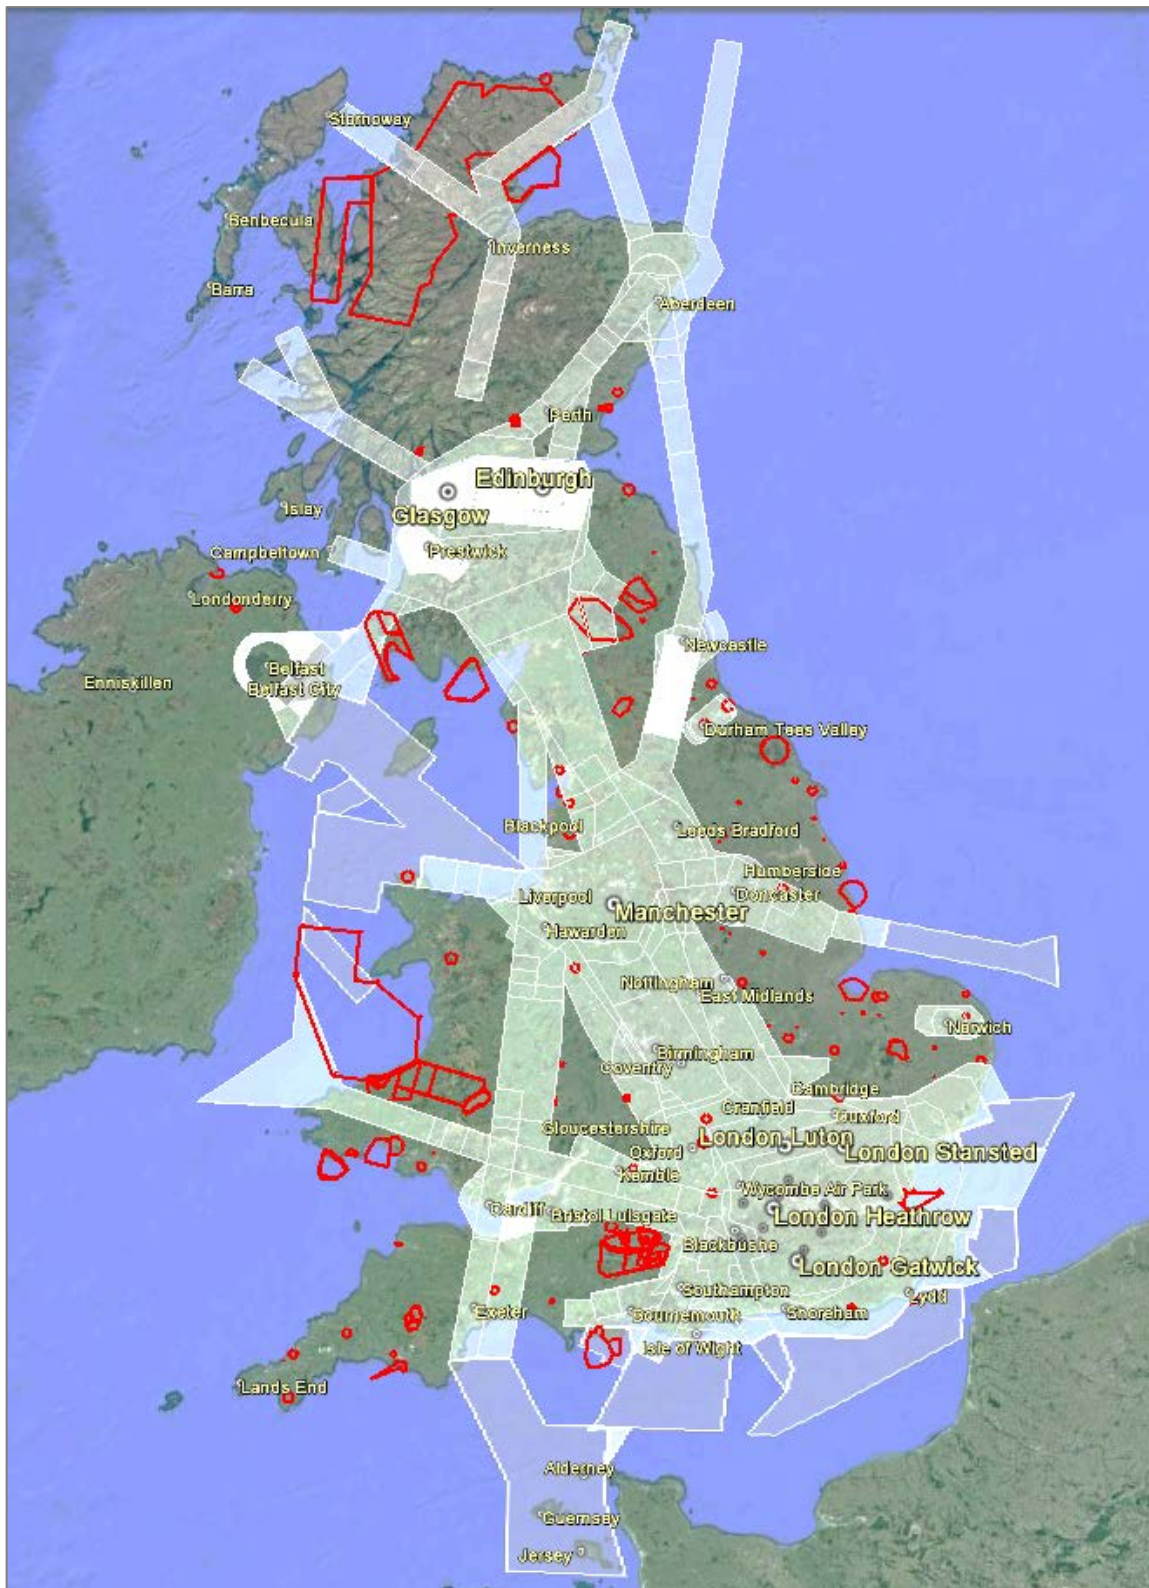 Stornoway
Benbecula
Inverness
Barra
Aberdeen
Perth
Edinburgh
Islay
Glasgow
Campbeltown
Prestwick
Londonderry
Newcastle
Belfast
Enniskillen
Belfast City
Durham Tees Valley
Blackpool
Leeds Bradford
Humberside
Liverpool
Doncaster
Manchester
Hawarden
Nottingham
East Midlands
Norwich
Birmingham
Coventry
Cambridge
Cranfield
Duxford
Gloucestershire
London Luton
Oxford
London Stansted
Kemble
Wycombe Air Park
Cardiff
Bristol Lulsgate
London Heathrow
Blackbushe
London Gatwick
Southampton
Lydd
Exeter
Bournemouth
Shoreham
Isle of Wight
Lands End
Alderney
Guernsey
Jersey